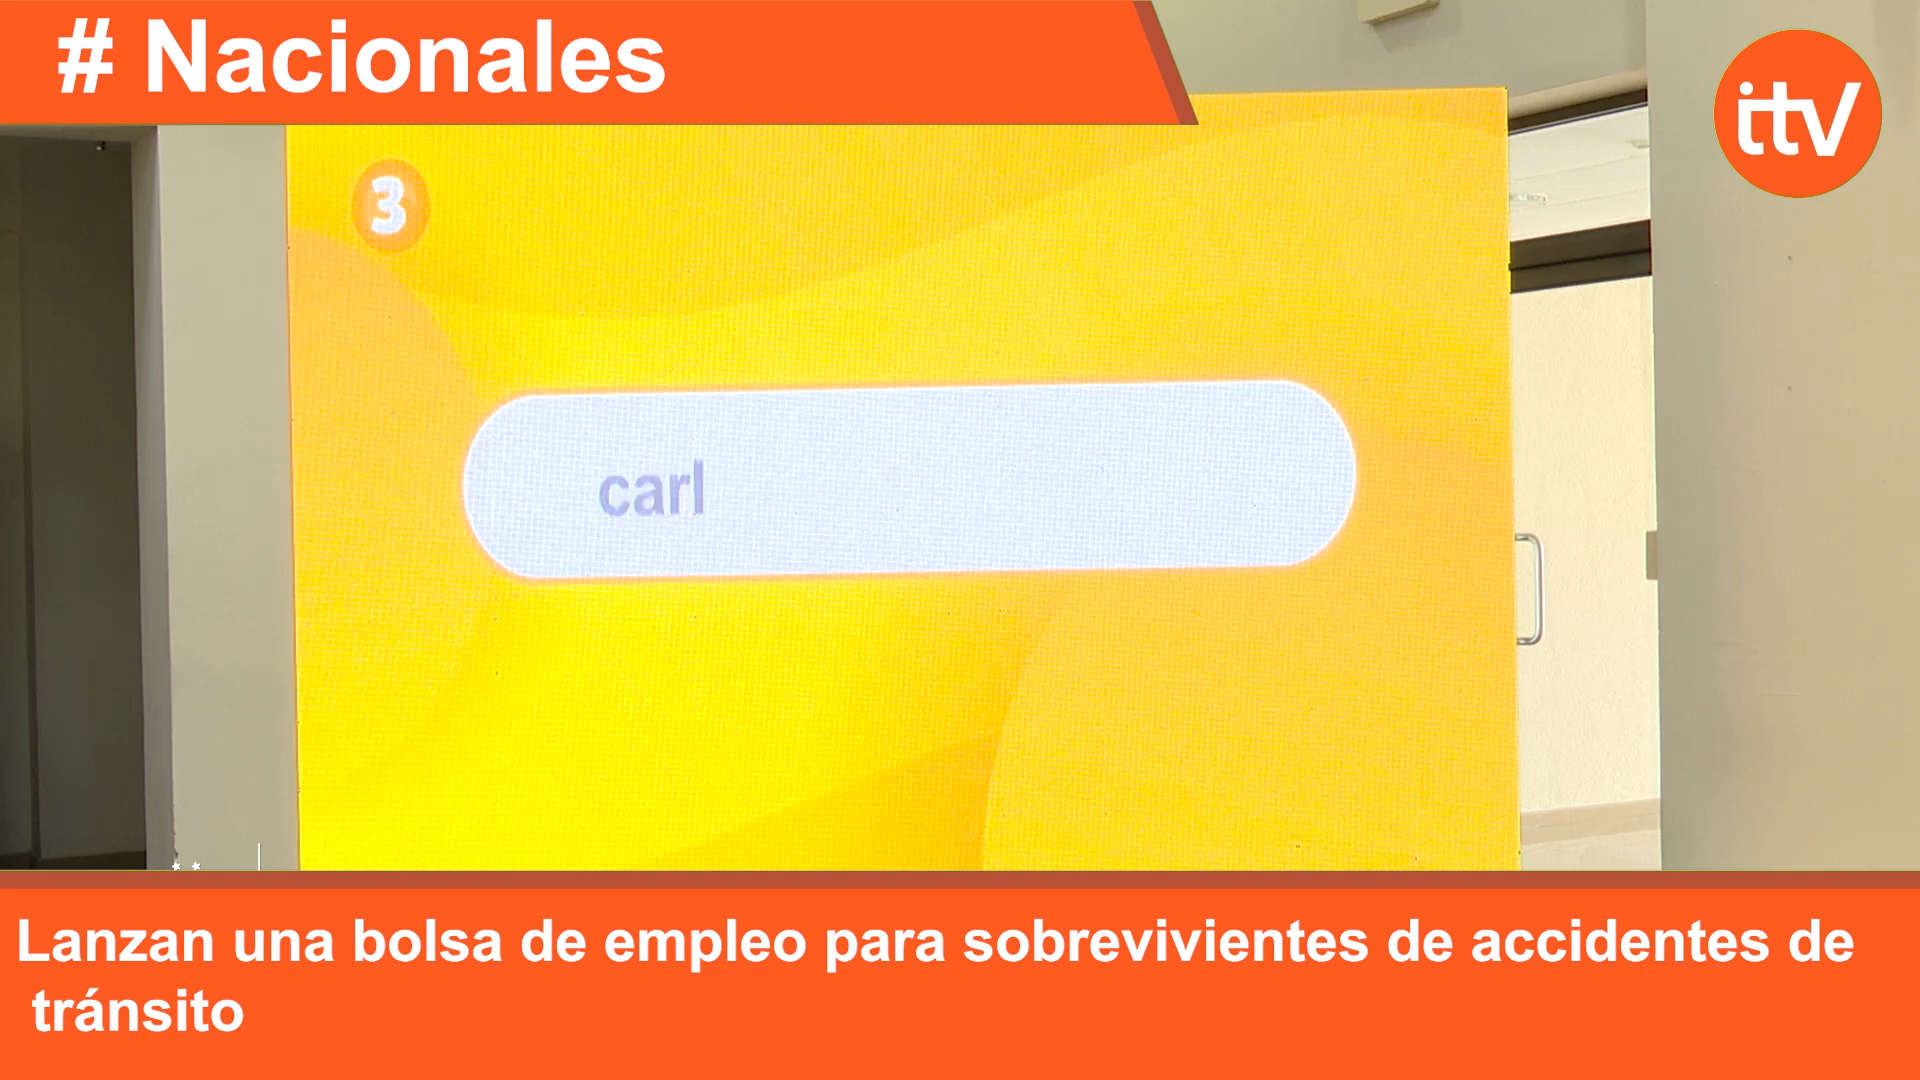 # Nacionales
itv
3
carl
Lanzan una bolsa de empleo para sobrevivientes de accidentes de
tránsito